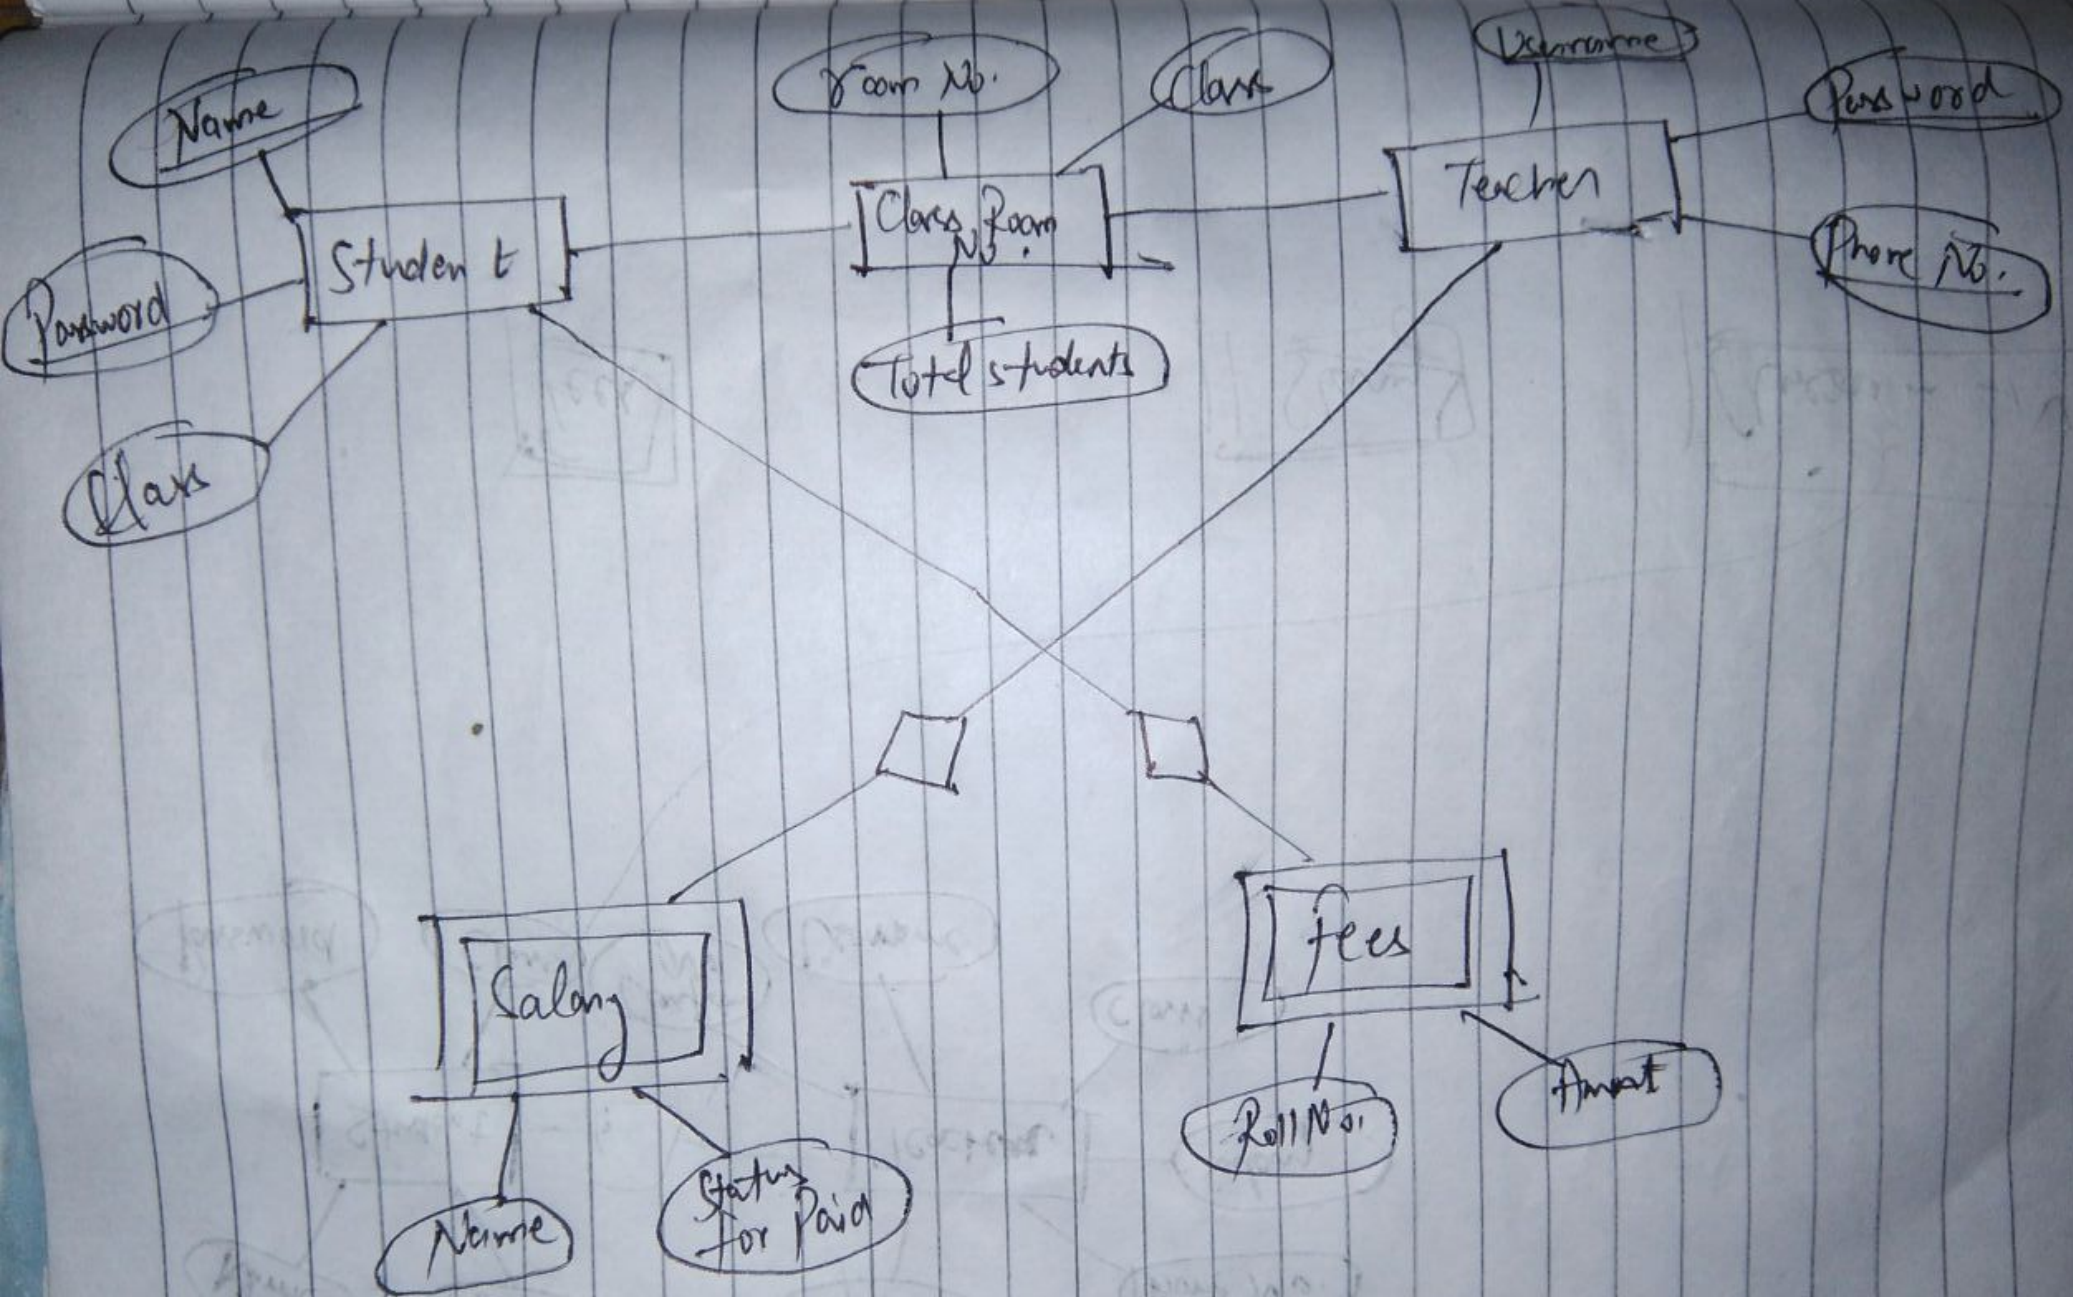 Username
room No.
Class
Password
Name
Teacher
Class Room
No.
Student
Phone No.
Password
Total students
Class
fees
Salary
Amount
Roll No.
Status
for Paid
Name